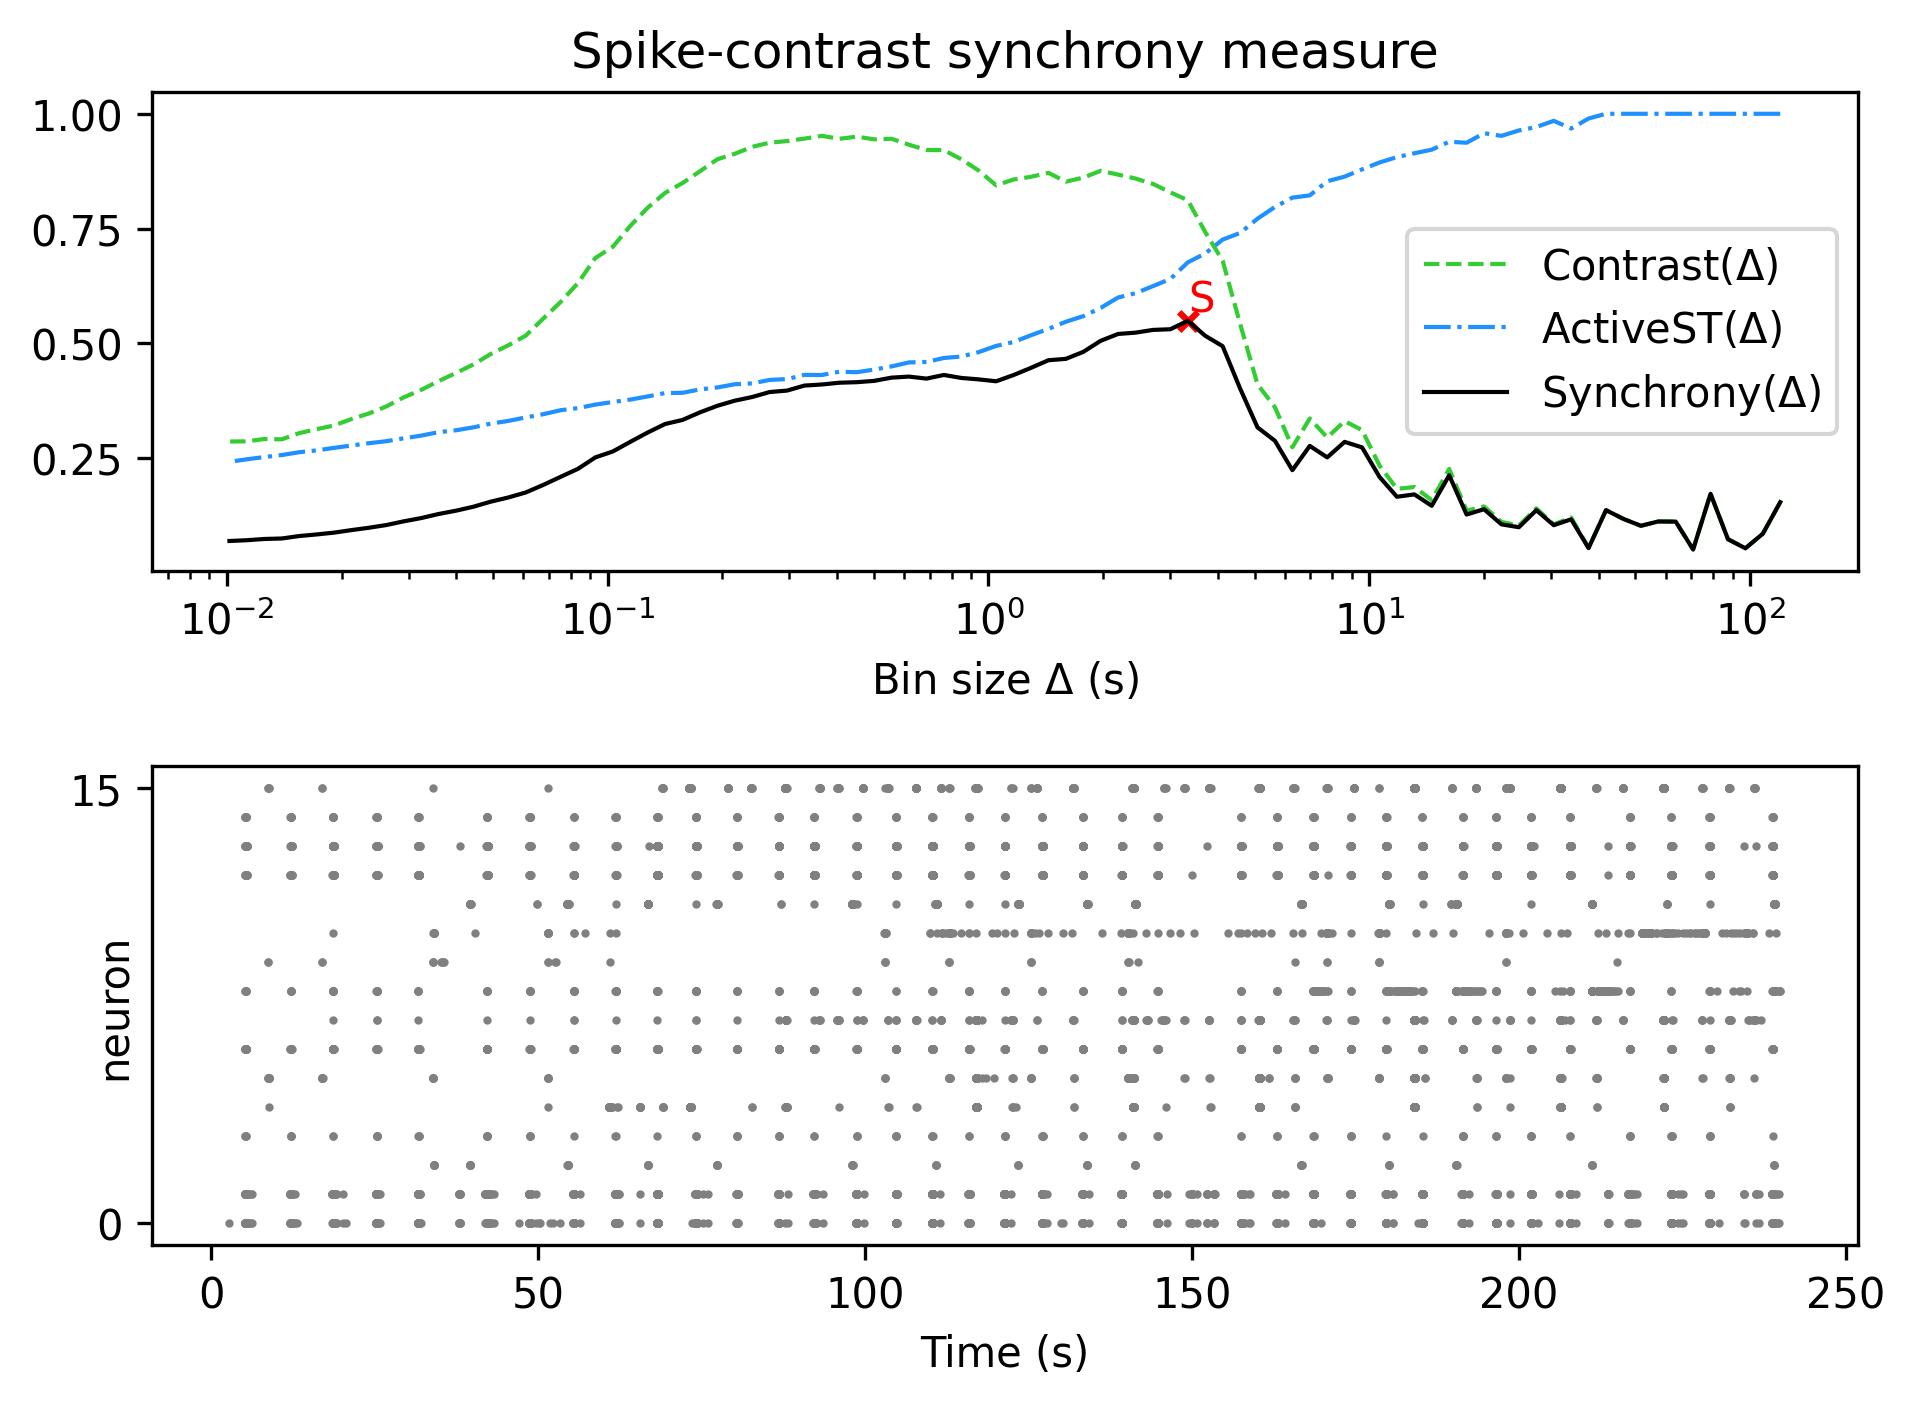 Spike-contrast synchrony measure
1.00
0.75
0.50
0.25
S
Contrast(Δ)
ActiveST(Δ)
Synchrony(Δ)
10⁻² 10⁻¹ 10⁰ 10¹ 10²
Bin size Δ (s)
15
neuron
0
0 50 100 150 200 250
Time (s)